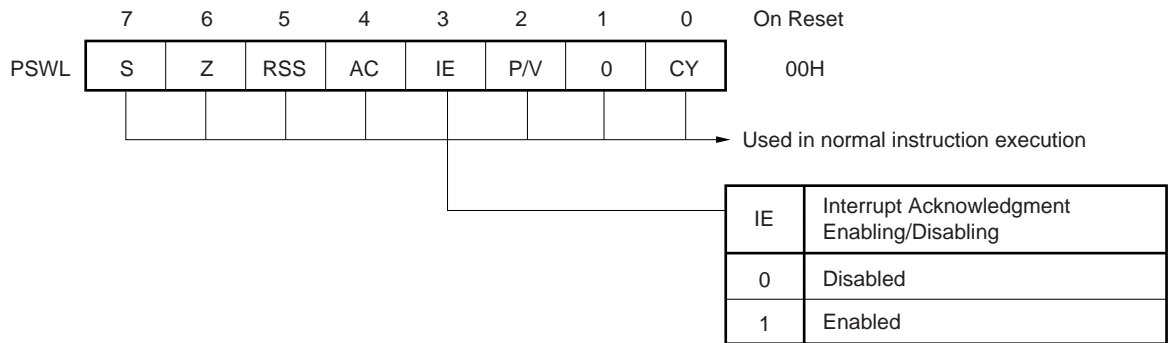 7 6 5 4 3 2 1 0 On Reset
PSWL S Z RSS AC IE P/V 0 CY 00H
Used in normal instruction execution
IE Interrupt Acknowledgment
Enabling/Disabling
0 Disabled
1 Enabled